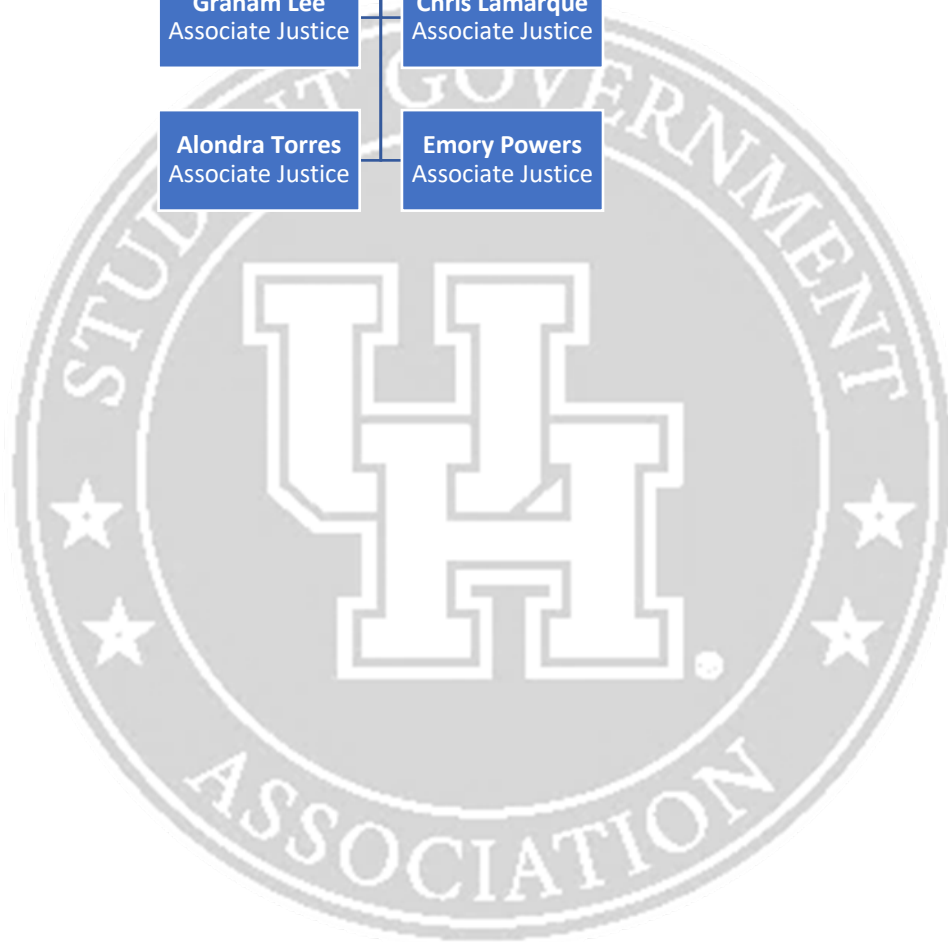 Graham Lee
Associate Justice
Chris Lamarque
Associate Justice
Alondra Torres
Associate Justice
Emory Powers
Associate Justice
STUDENT GOVERNMENT
UH.
ASSOCIATION